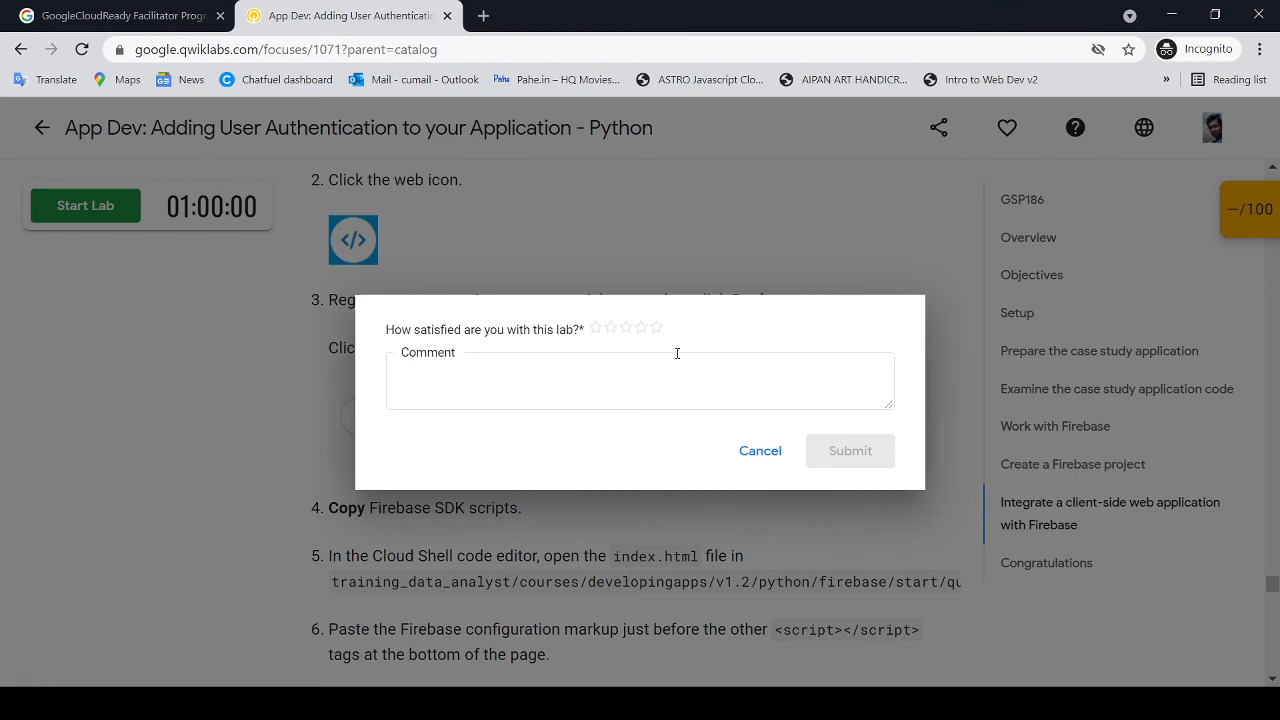 GoogleCloudReady Facilitator Progr
App Dev: Adding User Authenticatio
google.qwiklabs.com/focuses/1071?parent=catalog
Incognito
Translate
Maps
News
Chatfuel dashboard
Mail - cumail - Outlook
Pahe Pahe.in – HQ Movies...
ASTRO Javascript Clo...
AIPAN ART HANDICR...
Intro to Web Dev v2
»
Reading list
App Dev: Adding User Authentication to your Application - Python
Start Lab
01:00:00
2. Click the web icon.
</>
3. Reg
Clic
How satisfied are you with this lab?*
Comment
Cancel
Submit
4. Copy Firebase SDK scripts.
5. In the Cloud Shell code editor, open the index.html file in
training_data_analyst/courses/developingapps/v1.2/python/firebase/start/qu
6. Paste the Firebase configuration markup just before the other <script></script>
tags at the bottom of the page.
GSP186
Overview
Objectives
Setup
Prepare the case study application
Examine the case study application code
Work with Firebase
Create a Firebase project
Integrate a client-side web application
with Firebase
Congratulations
–/100